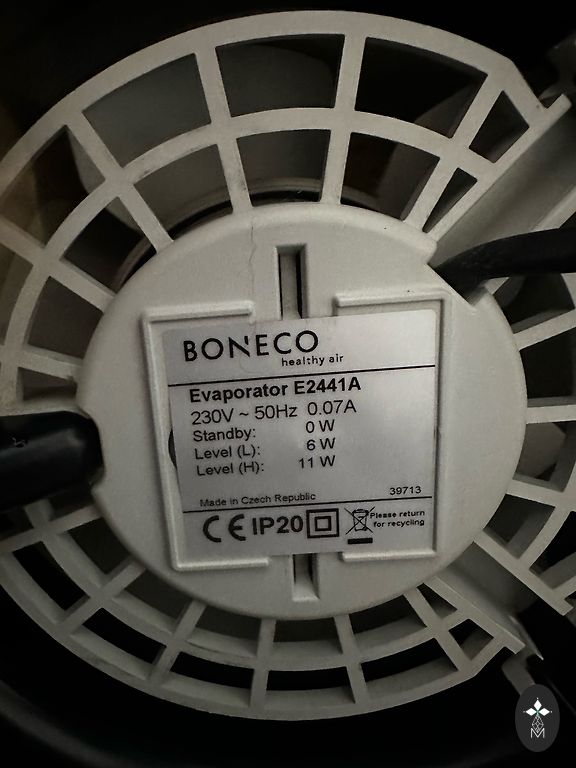 BONECO
healthy air
Evaporator E2441A
230V ~ 50Hz 0.07A
Standby: 0 W
Level (L): 6 W
Level (H): 11 W
Made in Czech Republic 39713
CE IP20 Please return
for recycling